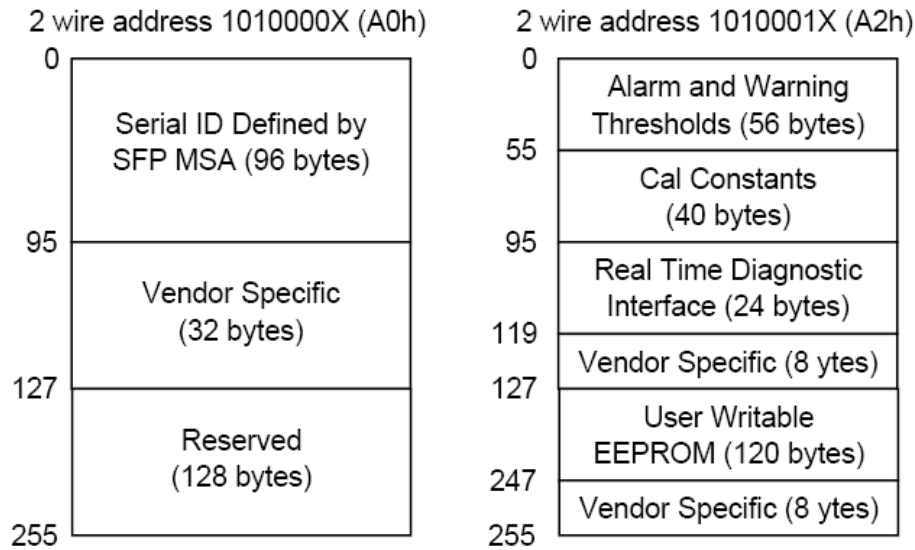 2 wire address 1010000X (A0h)
0
Serial ID Defined by
SFP MSA (96 bytes)
95
Vendor Specific
(32 bytes)
127
Reserved
(128 bytes)
255
2 wire address 1010001X (A2h)
0
Alarm and Warning
Thresholds (56 bytes)
55
Cal Constants
(40 bytes)
95
Real Time Diagnostic
Interface (24 bytes)
119
Vendor Specific (8 ytes)
127
User Writable
EEPROM (120 bytes)
247
Vendor Specific (8 ytes)
255